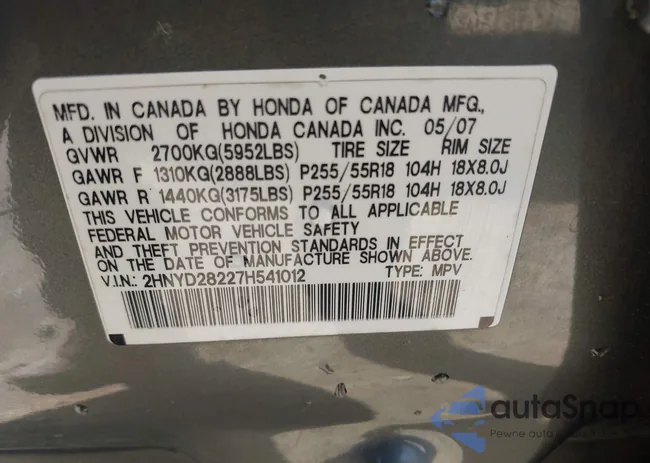 MFD. IN CANADA BY HONDA OF CANADA MFG.,
A DIVISION OF HONDA CANADA INC. 05/07
GVWR 2700KG(5952LBS) TIRE SIZE RIM SIZE
GAWR F 1310KG(2888LBS) P255/55R18 104H 18X8.0J
GAWR R 1440KG(3175LBS) P255/55R18 104H 18X8.0J
THIS VEHICLE CONFORMS TO ALL APPLICABLE
FEDERAL MOTOR VEHICLE SAFETY
AND THEFT PREVENTION STANDARDS IN EFFECT
ON THE DATE OF MANUFACTURE SHOWN ABOVE.
V.I.N.: 2HNYD28227H541012 TYPE: MPV
autaSnap
Pewne auta